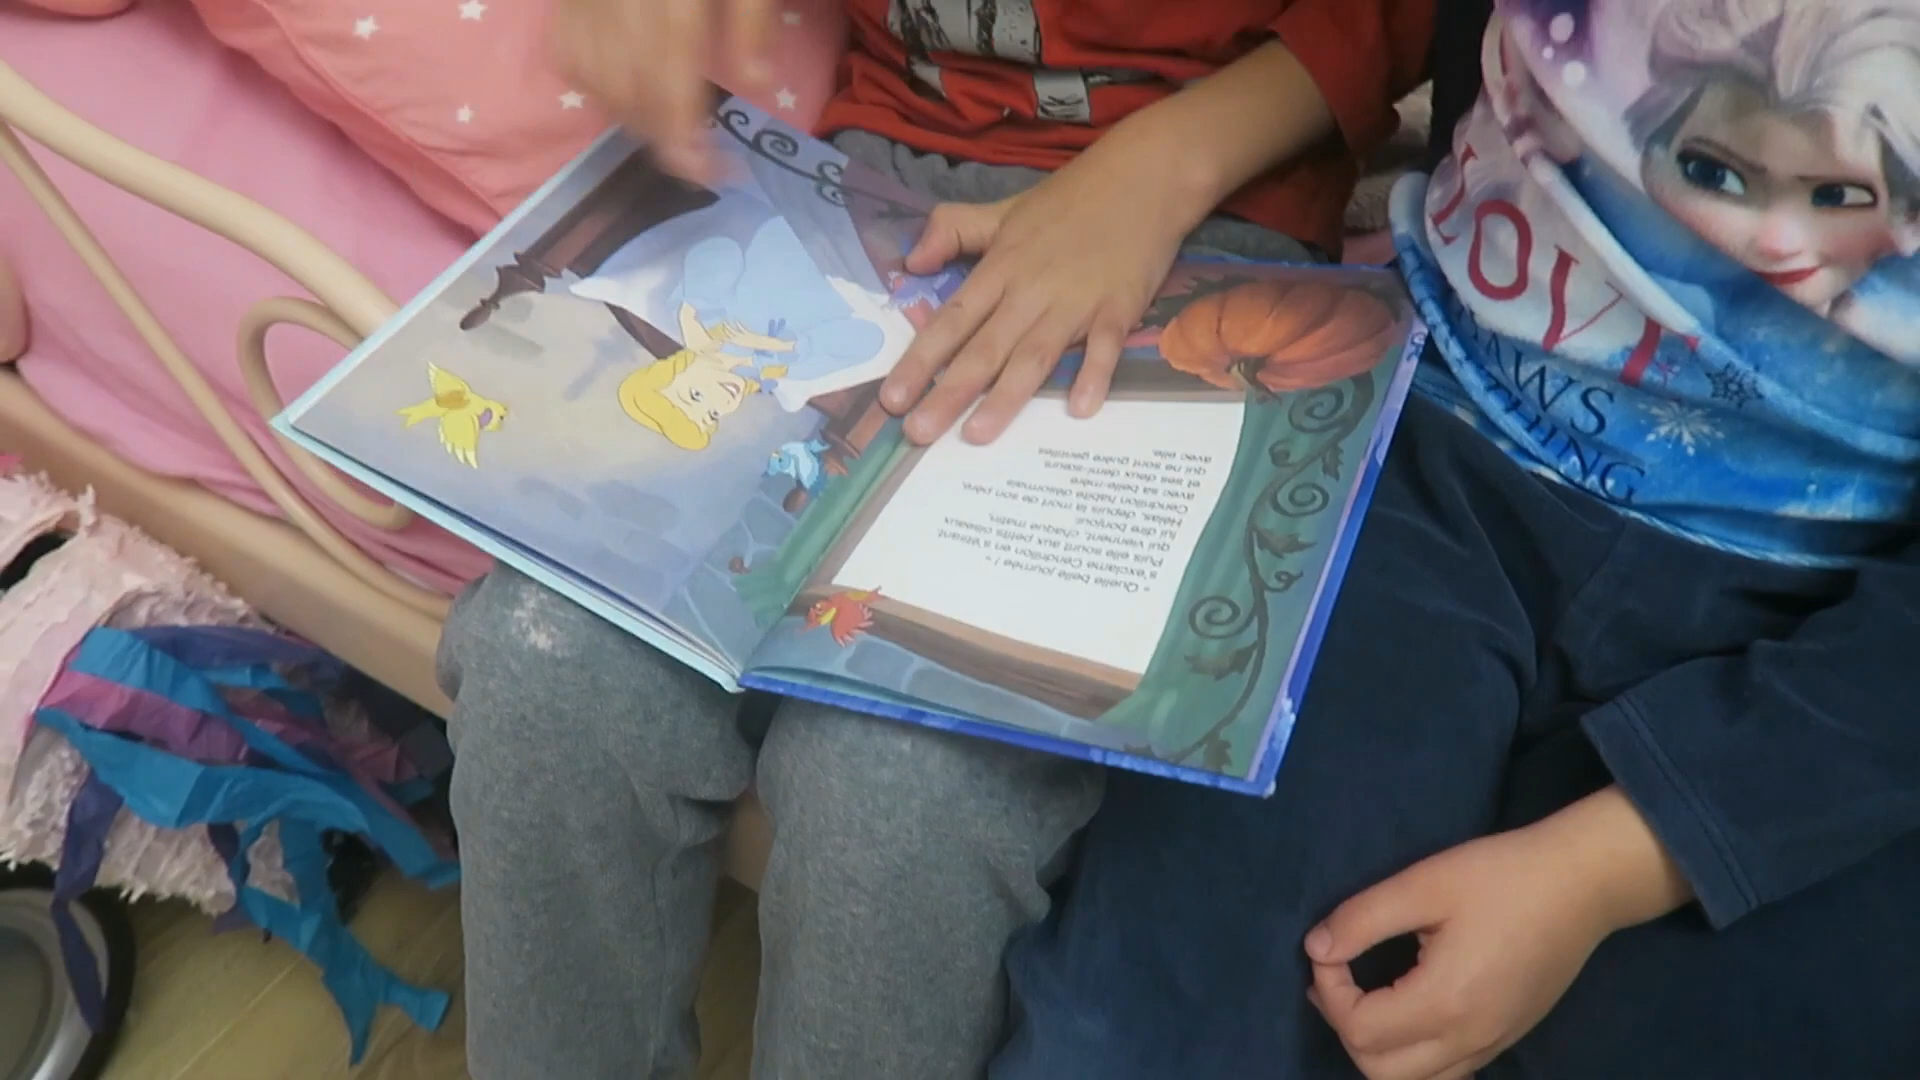 « Quelle belle journée ! »
s'exclame Cendrillon en s'étirant.
Puis elle sourit aux petits oiseaux
qui viennent, chaque matin,
lui dire bonjour.
Hélas, depuis la mort de son père,
Cendrillon habite désormais
avec sa belle-mère
et ses deux demi-sœurs
qui ne sont guère gentilles
avec elle.
LOVE
THAWS